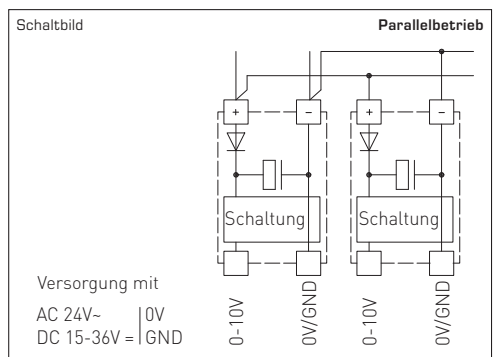 Schaltbild
Parallelbetrieb
+ – + –
Schaltung
Schaltung
Versorgung mit
AC 24V~ | 0V
DC 15-36V = | GND
0-10V
0V/GND
0-10V
0V/GND